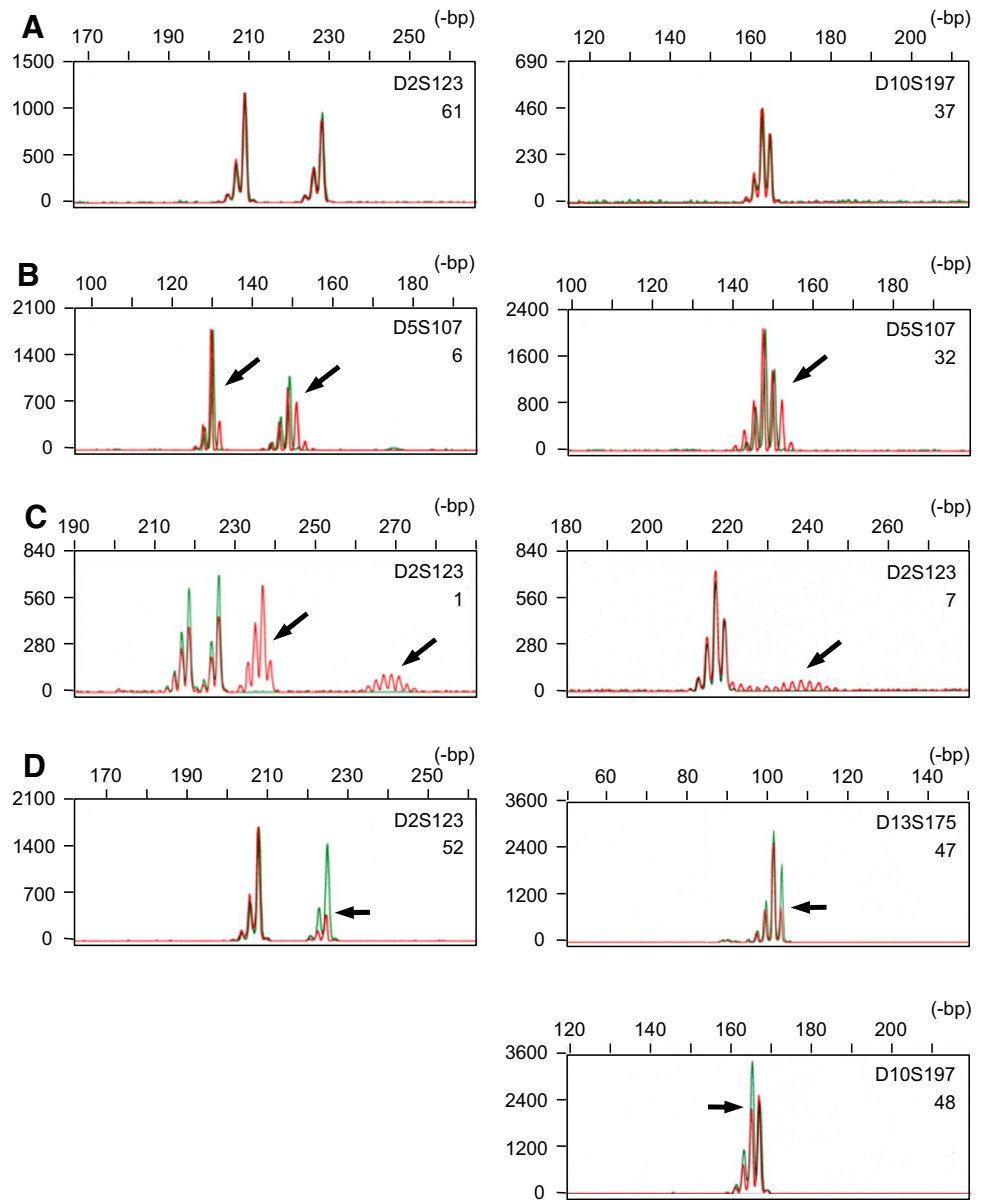 A
(-bp)
170 190 210 230 250
1500
1000
500
0
D2S123
61
(-bp)
120 140 160 180 200
690
460
230
0
D10S197
37
B
(-bp)
100 120 140 160 180
2100
1400
700
0
D5S107
6
(-bp)
100 120 140 160 180
2400
1600
800
0
D5S107
32
C
(-bp)
190 210 230 250 270
840
560
280
0
D2S123
1
(-bp)
180 200 220 240 260
840
560
280
0
D2S123
7
D
(-bp)
170 190 210 230 250
2100
1400
700
0
D2S123
52
(-bp)
60 80 100 120 140
3600
2400
1200
0
D13S175
47
(-bp)
120 140 160 180 200
3600
2400
1200
0
D10S197
48